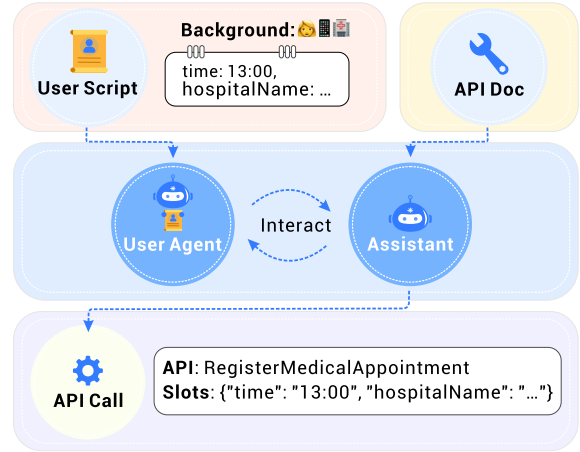 Background:
User Script
time: 13:00,
hospitalName: ...
API Doc
User Agent
Interact
Assistant
API Call
API: RegisterMedicalAppointment
Slots: {"time": "13:00", "hospitalName": "..."}